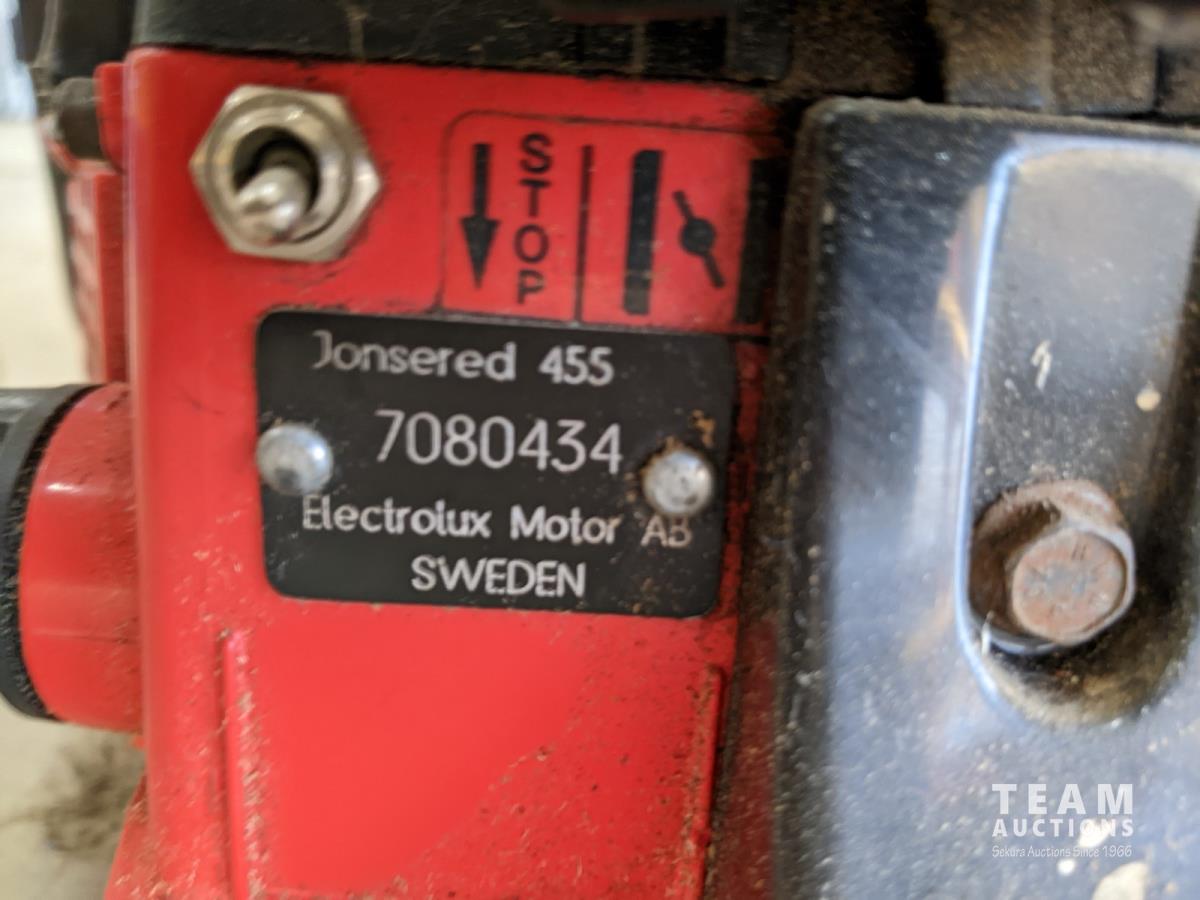 STOP
Jonsered 455
7080434
Electrolux Motor AB
SWEDEN
TEAM
AUCTIONS
Sekura Auctions Since 1966